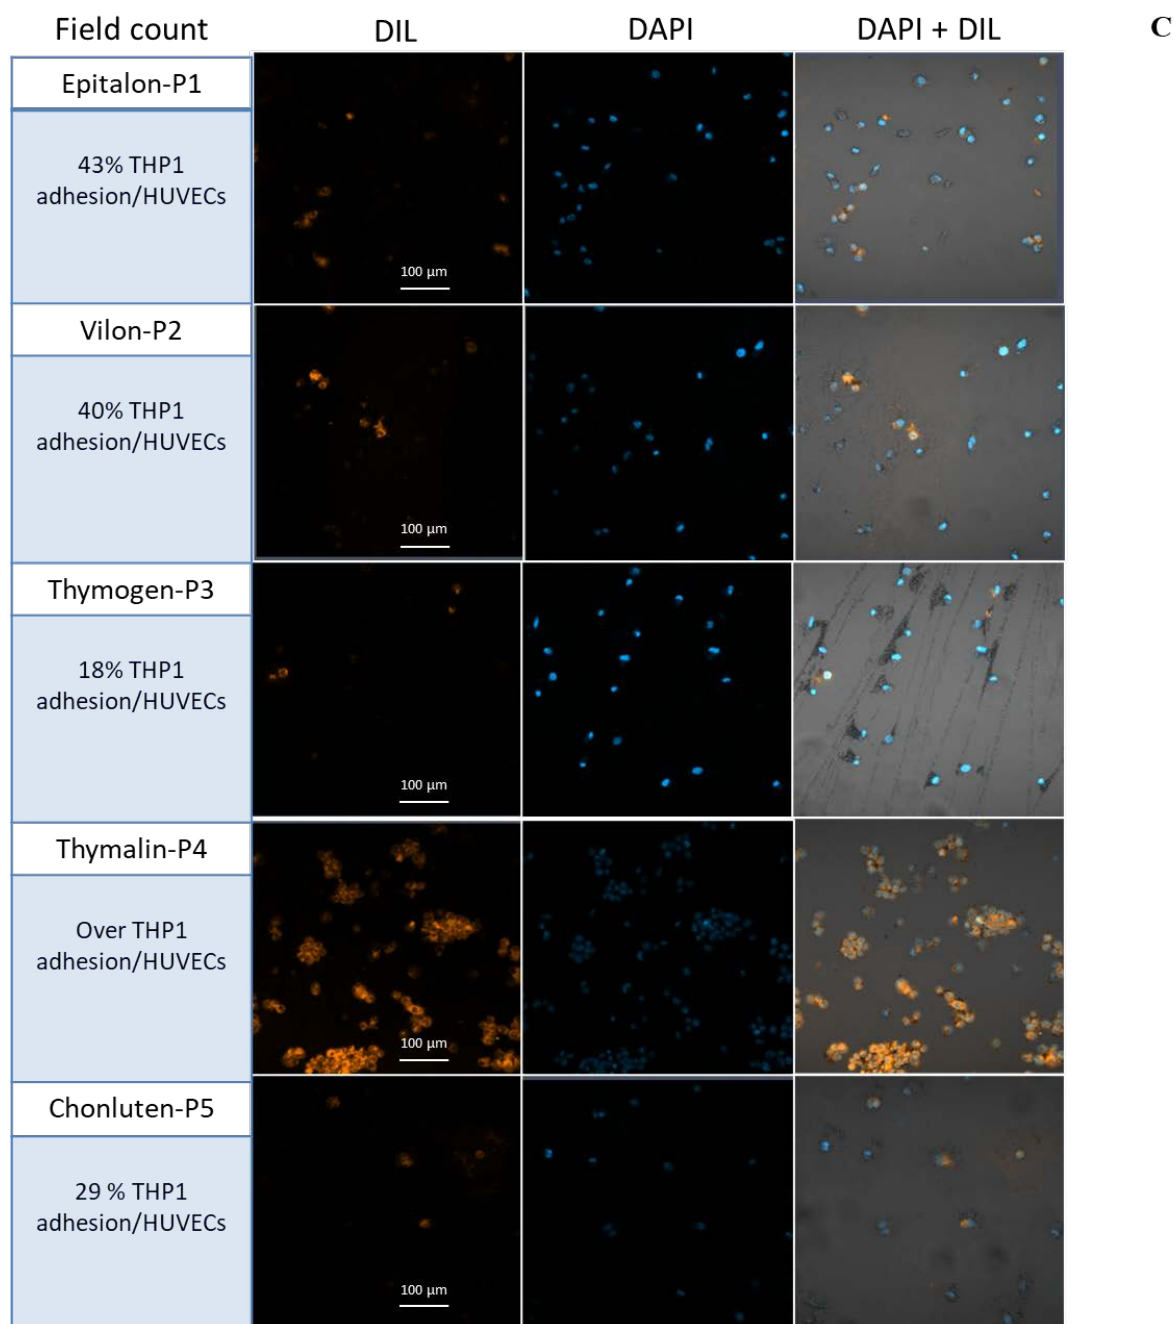 Field count DIL DAPI DAPI + DIL C
Epitalon-P1
43% THP1
adhesion/HUVECs
100 µm
Vilon-P2
40% THP1
adhesion/HUVECs
100 µm
Thymogen-P3
18% THP1
adhesion/HUVECs
100 µm
Thymalin-P4
Over THP1
adhesion/HUVECs
100 µm
Chonluten-P5
29 % THP1
adhesion/HUVECs
100 µm